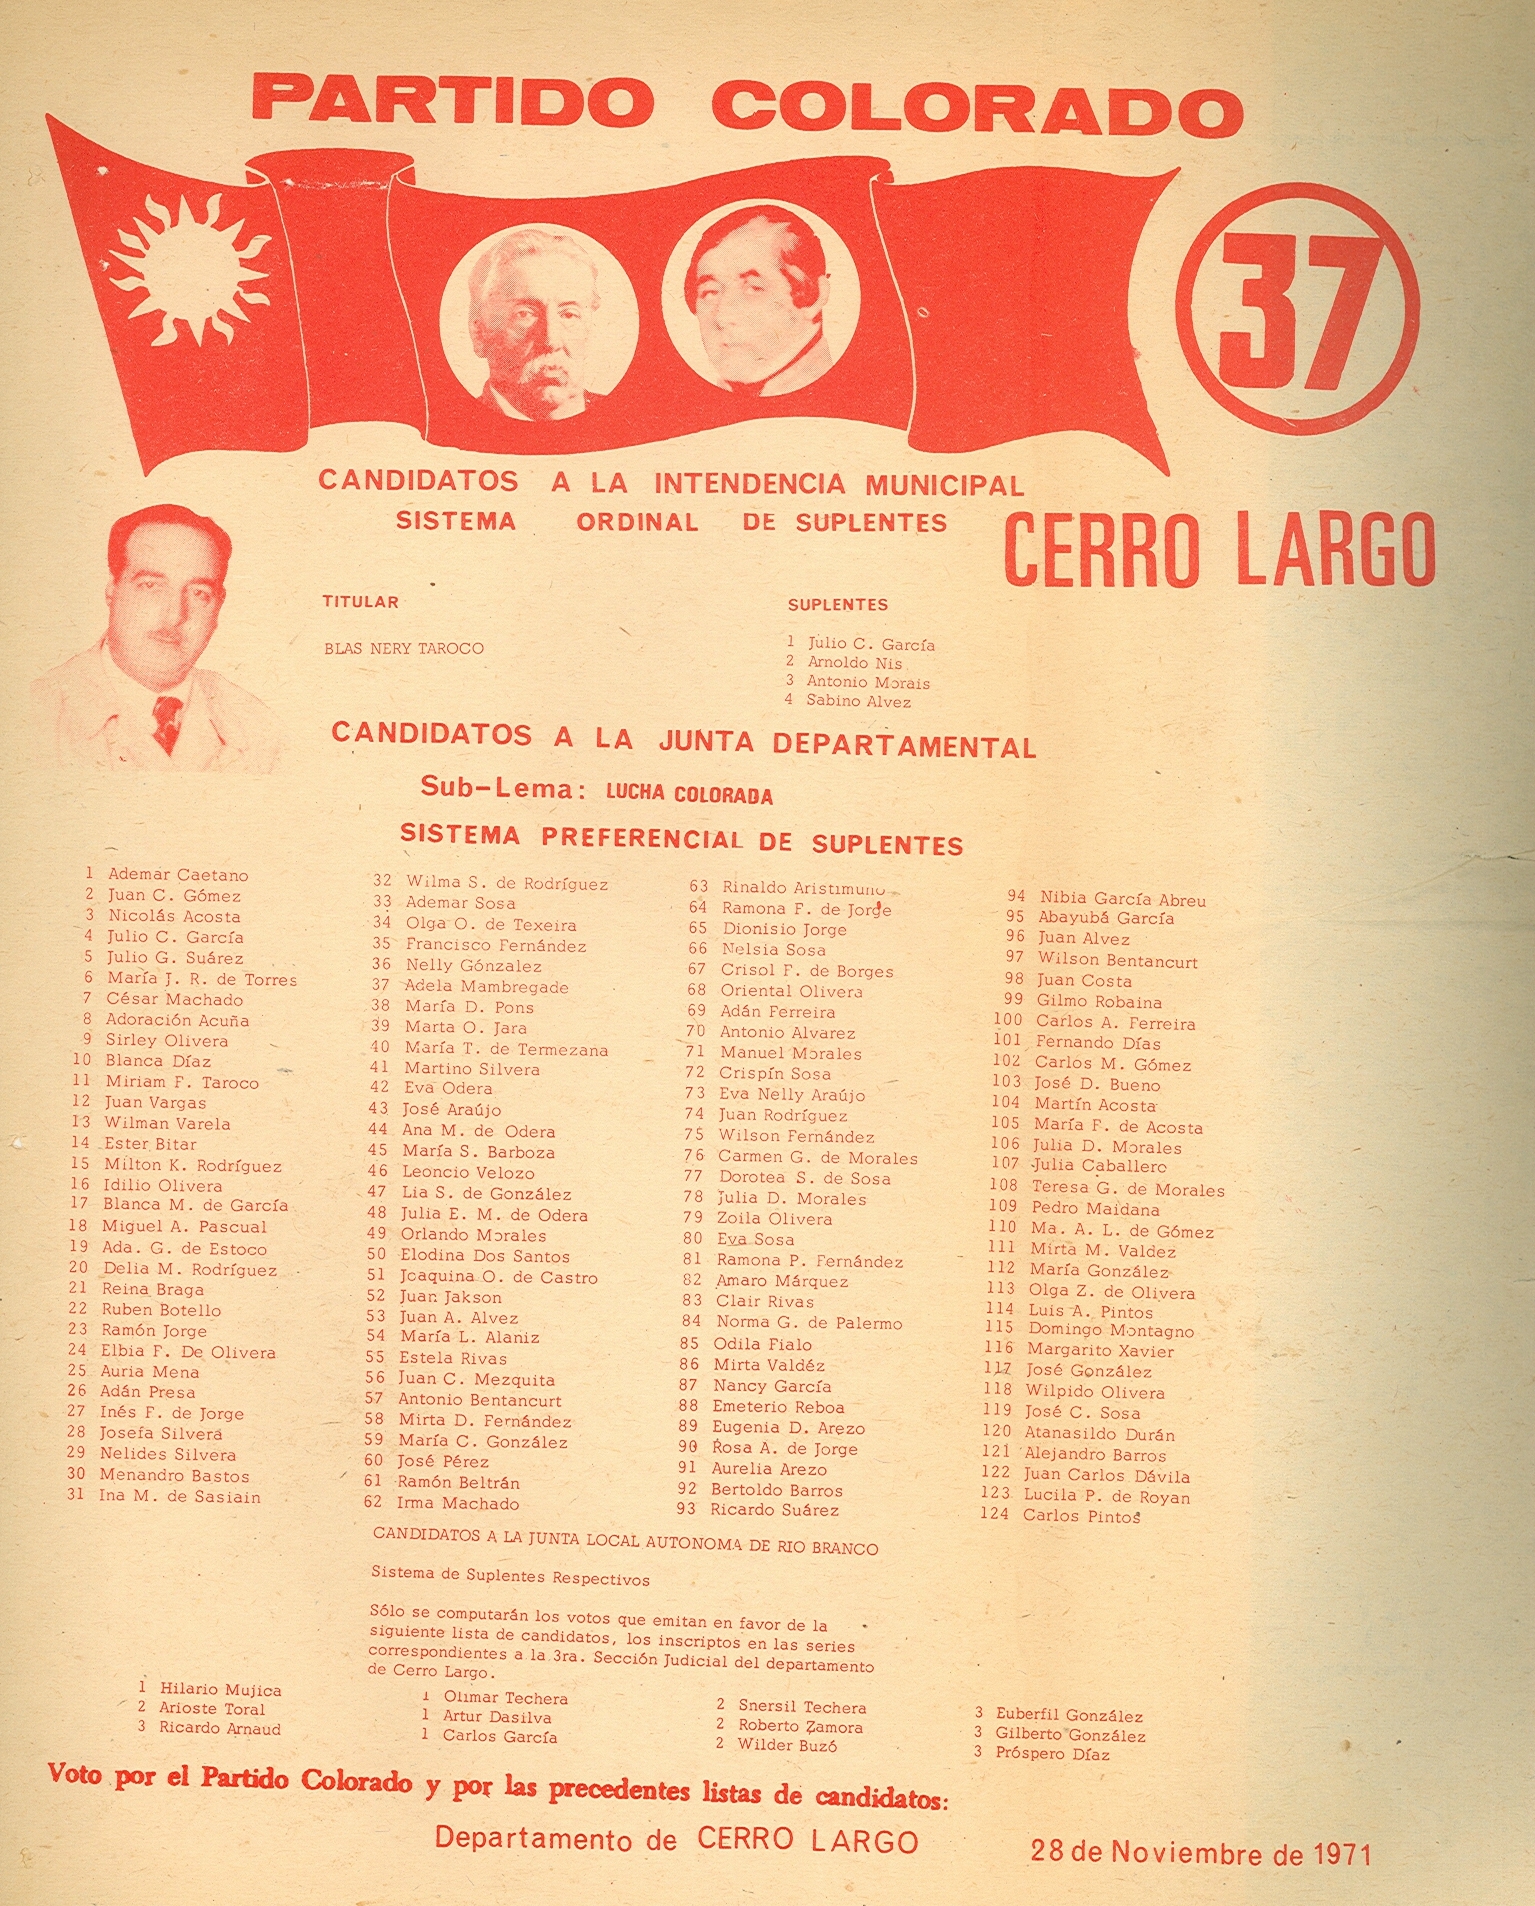 PARTIDO COLORADO
37
CANDIDATOS A LA INTENDENCIA MUNICIPAL
SISTEMA ORDINAL DE SUPLENTES
CERRO LARGO
TITULAR
SUPLENTES
BLAS NERY TAROCO
1 Julio C. García
2 Arnoldo Nis
3 Antonio Morais
4 Sabino Alvez
CANDIDATOS A LA JUNTA DEPARTAMENTAL
Sub-Lema: LUCHA COLORADA
SISTEMA PREFERENCIAL DE SUPLENTES
1 Ademar Caetano
2 Juan C. Gómez
3 Nicolás Acosta
4 Julio C. García
5 Julio G. Suárez
6 María J. R. de Torres
7 César Machado
8 Adoración Acuña
9 Sirley Olivera
10 Blanca Díaz
11 Miriam F. Taroco
12 Juan Vargas
13 Wilman Varela
14 Ester Bitar
15 Milton K. Rodríguez
16 Idilio Olivera
17 Blanca M. de García
18 Miguel A. Pascual
19 Ada. G. de Estoco
20 Delia M. Rodríguez
21 Reina Braga
22 Ruben Botello
23 Ramón Jorge
24 Elbia F. De Olivera
25 Auria Mena
26 Adán Presa
27 Inés F. de Jorge
28 Josefa Silvera
29 Nelides Silvera
30 Menandro Bastos
31 Ina M. de Sasiain
32 Wilma S. de Rodríguez
33 Ademar Sosa
34 Olga O. de Texeira
35 Francisco Fernández
36 Nelly Gónzalez
37 Adela Mambregade
38 María D. Pons
39 Marta O. Jara
40 María T. de Termezana
41 Martino Silvera
42 Eva Odera
43 José Araújo
44 Ana M. de Odera
45 María S. Barboza
46 Leoncio Velozo
47 Lia S. de González
48 Julia E. M. de Odera
49 Orlando Morales
50 Elodina Dos Santos
51 Joaquina O. de Castro
52 Juan Jakson
53 Juan A. Alvez
54 María L. Alaniz
55 Estela Rivas
56 Juan C. Mezquita
57 Antonio Bentancurt
58 Mirta D. Fernández
59 María C. González
60 José Pérez
61 Ramón Beltrán
62 Irma Machado
63 Rinaldo Aristimuño
64 Ramona F. de Jorge
65 Dionisio Jorge
66 Nelsia Sosa
67 Crisol F. de Borges
68 Oriental Olivera
69 Adán Ferreira
70 Antonio Alvarez
71 Manuel Morales
72 Crispín Sosa
73 Eva Nelly Araújo
74 Juan Rodríguez
75 Wilson Fernández
76 Carmen G. de Morales
77 Dorotea S. de Sosa
78 Julia D. Morales
79 Zoila Olivera
80 Eva Sosa
81 Ramona P. Fernández
82 Amaro Márquez
83 Clair Rivas
84 Norma G. de Palermo
85 Odila Fialo
86 Mirta Valdéz
87 Nancy García
88 Emeterio Reboa
89 Eugenia D. Arezo
90 Rosa A. de Jorge
91 Aurelia Arezo
92 Bertoldo Barros
93 Ricardo Suárez
94 Nibia García Abreu
95 Abayubá García
96 Juan Alvez
97 Wilson Bentancurt
98 Juan Costa
99 Gilmo Robaina
100 Carlos A. Ferreira
101 Fernando Días
102 Carlos M. Gómez
103 José D. Bueno
104 Martín Acosta
105 María F. de Acosta
106 Julia D. Morales
107 Julia Caballero
108 Teresa G. de Morales
109 Pedro Maidana
110 Ma. A. L. de Gómez
111 Mirta M. Valdez
112 María González
113 Olga Z. de Olivera
114 Luis A. Pintos
115 Domingo Montagno
116 Margarito Xavier
117 José González
118 Wilpido Olivera
119 José C. Sosa
120 Atanasildo Durán
121 Alejandro Barros
122 Juan Carlos Dávila
123 Lucila P. de Royan
124 Carlos Pintos
CANDIDATOS A LA JUNTA LOCAL AUTONOMA DE RIO BRANCO
Sistema de Suplentes Respectivos
Sólo se computarán los votos que emitan en favor de la
siguiente lista de candidatos, los inscriptos en las series
correspondientes a la 3ra. Sección Judicial del departamento
de Cerro Largo.
1 Hilario Mujica
2 Arioste Toral
3 Ricardo Arnaud
1 Olimar Techera
1 Artur Dasilva
1 Carlos García
2 Snersil Techera
2 Roberto Zamora
2 Wilder Buzó
3 Euberfil González
3 Gilberto González
3 Próspero Díaz
Voto por el Partido Colorado y por las precedentes listas de candidatos:
Departamento de CERRO LARGO
28 de Noviembre de 1971